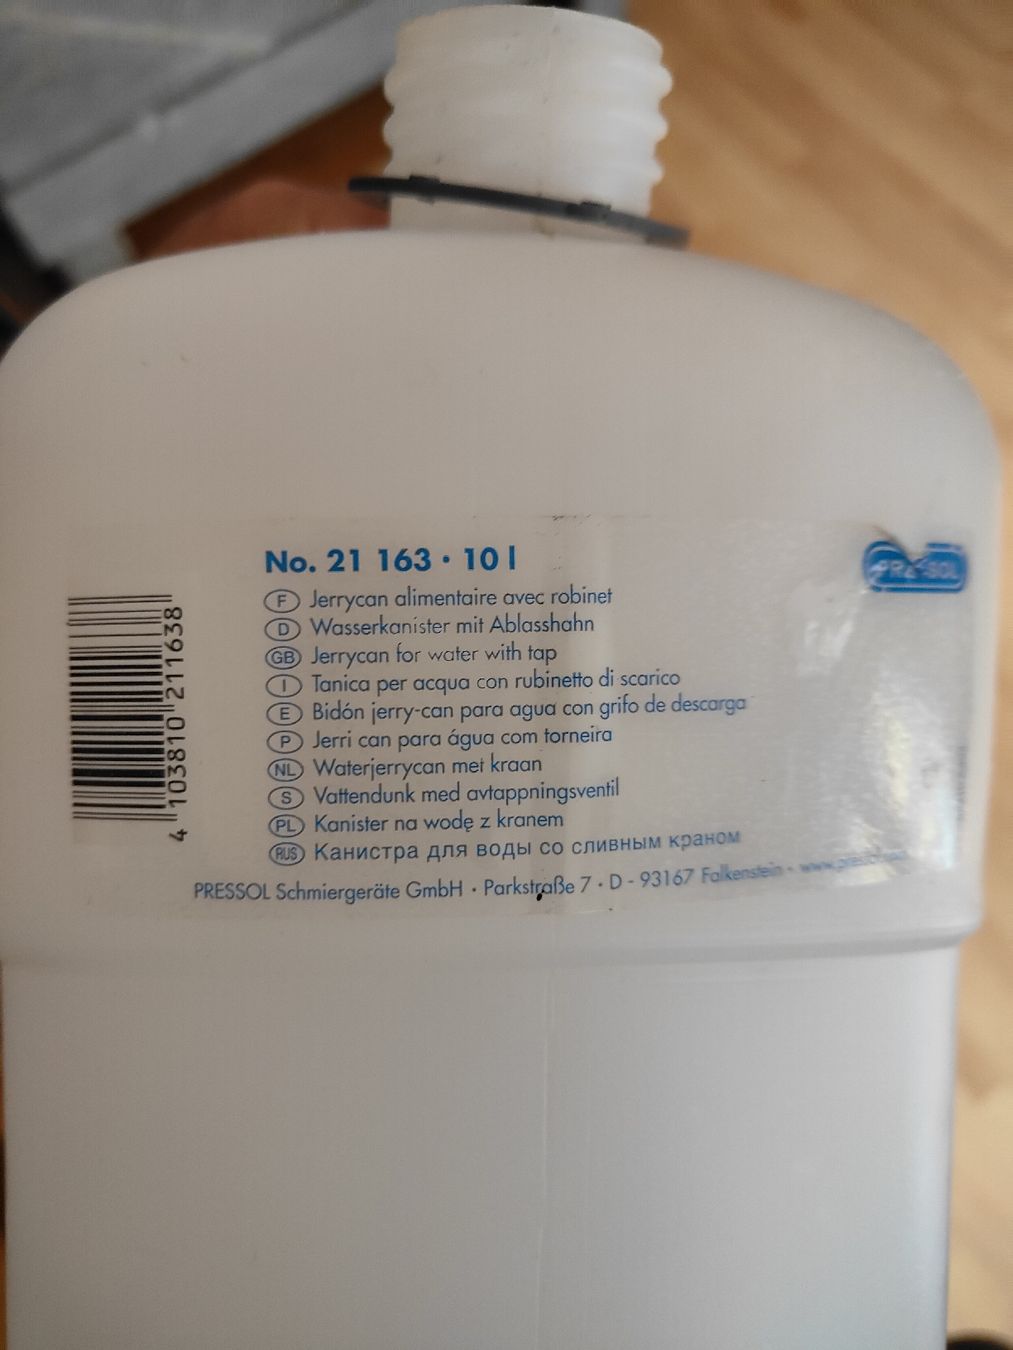 No. 21 163 · 10 l
PRESSOL
F Jerrycan alimentaire avec robinet
D Wasserkanister mit Ablasshahn
GB Jerrycan for water with tap
I Tanica per acqua con rubinetto di scarico
E Bidón jerry-can para agua con grifo de descarga
P Jerri can para água com torneira
NL Waterjerrycan met kraan
S Vattendunk med avtappningsventil
PL Kanister na wodę z kranem
RUS Канистра для воды со сливным краном
PRESSOL Schmiergeräte GmbH · Parkstraße 7 · D - 93167 Falkenstein ·
4 103810 211638